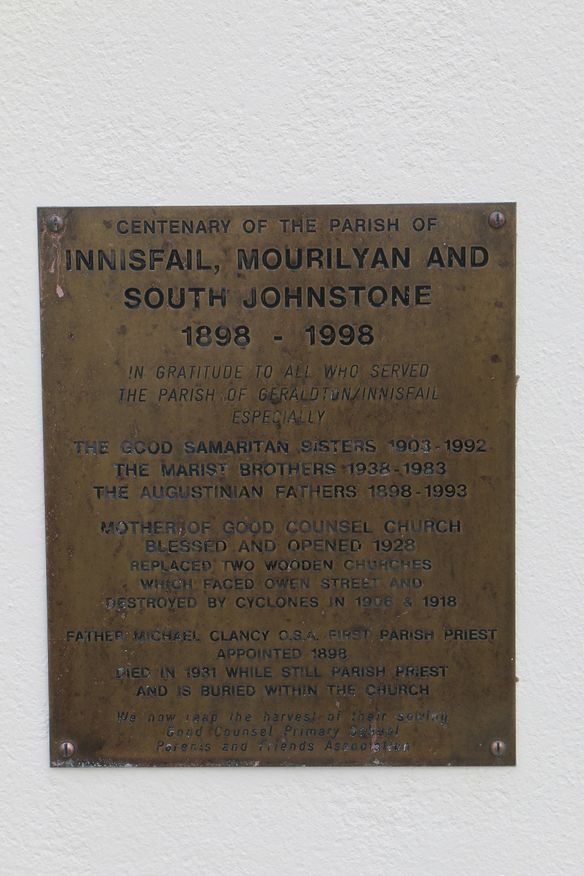 CENTENARY OF THE PARISH OF
INNISFAIL, MOURILYAN AND
SOUTH JOHNSTONE
1898 - 1998
IN GRATITUDE TO ALL WHO SERVED
THE PARISH OF GERALDTON/INNISFAIL
ESPECIALLY
THE GOOD SAMARITAN SISTERS 1903-1992
THE MARIST BROTHERS 1938-1983
THE AUGUSTINIAN FATHERS 1898-1993
MOTHER OF GOOD COUNSEL CHURCH
BLESSED AND OPENED 1928
REPLACED TWO WOODEN CHURCHES
WHICH FACED OWEN STREET AND
DESTROYED BY CYCLONES IN 1906 & 1918
FATHER MICHAEL CLANCY O.S.A. FIRST PARISH PRIEST
APPOINTED 1898
DIED IN 1931 WHILE STILL PARISH PRIEST
AND IS BURIED WITHIN THE CHURCH
We now reap the harvest of their sowing
Good Counsel Primary School
Parents and Friends Association